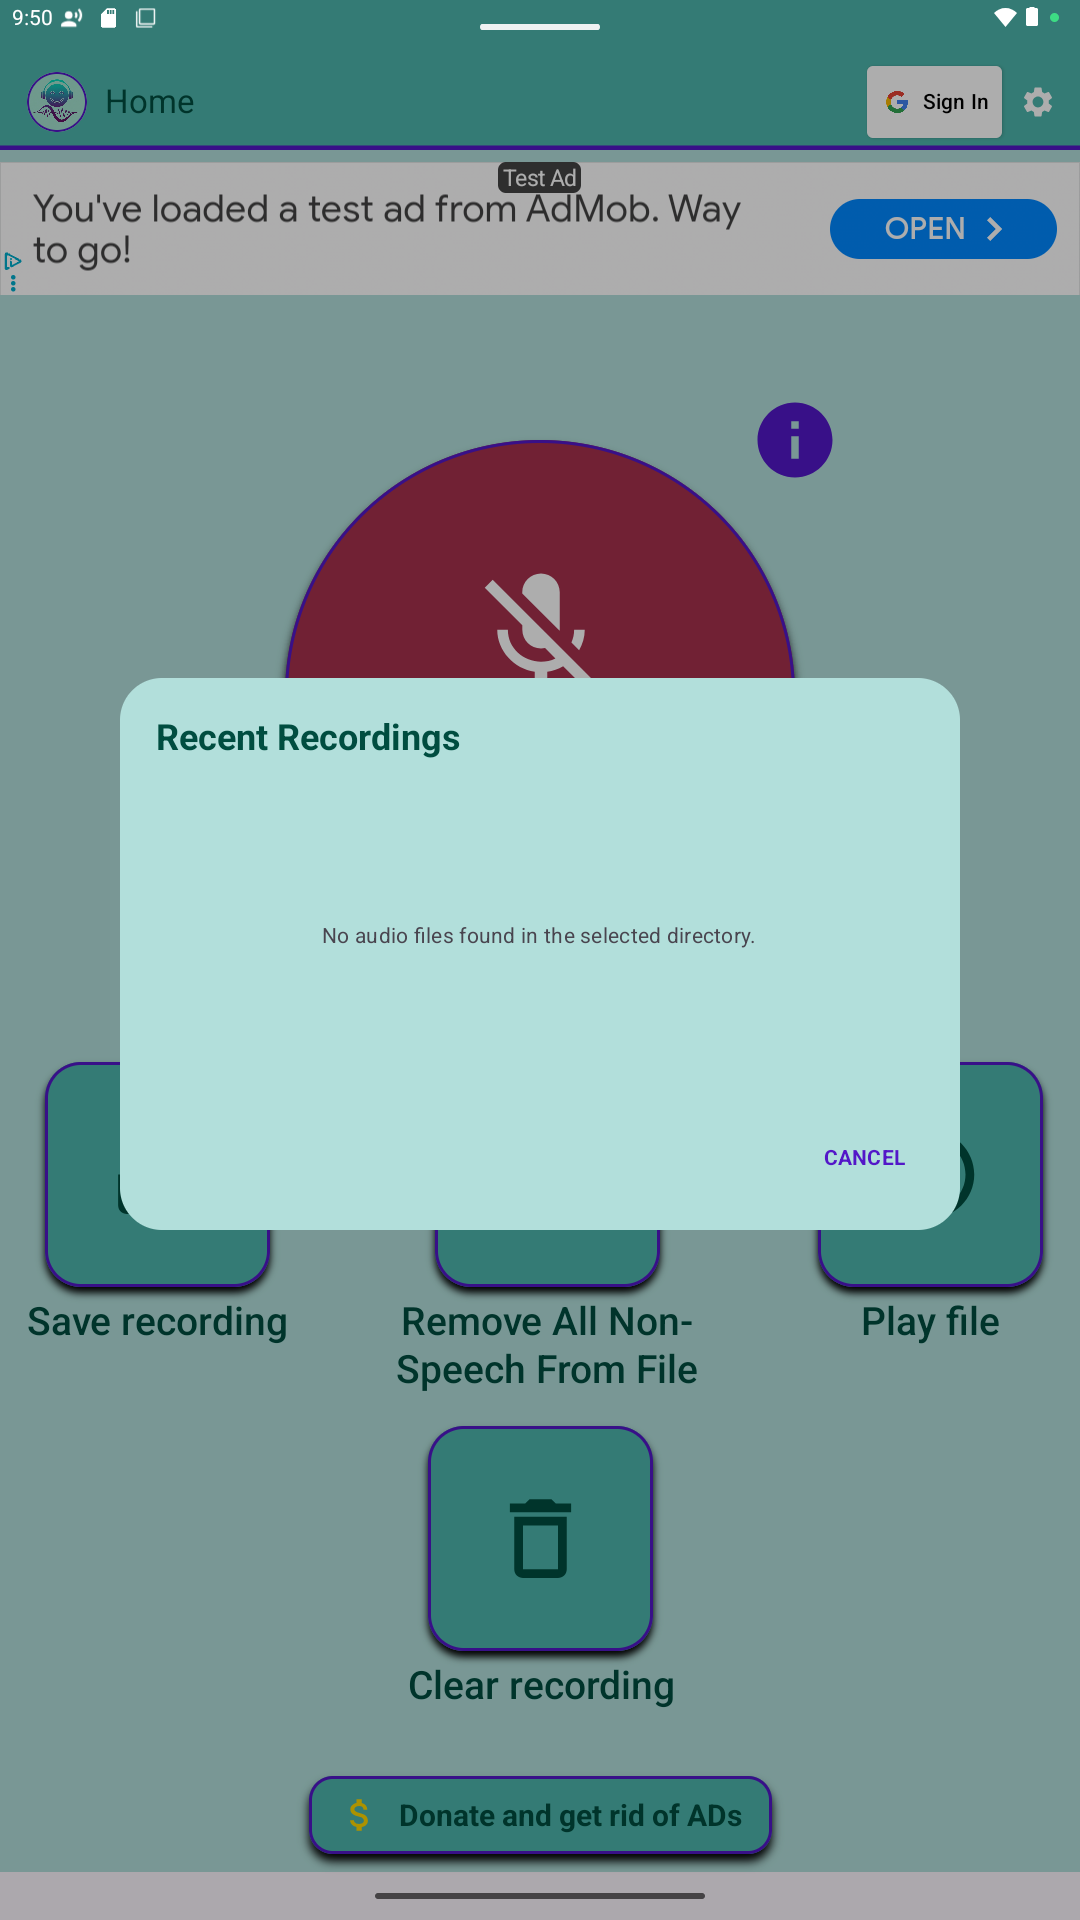 9:50
Home
Sign In
Test Ad
You've loaded a test ad from AdMob. Way
to go!
OPEN
Recent Recordings
No audio files found in the selected directory.
CANCEL
Save recording
Remove All Non-
Speech From File
Play file
Clear recording
$ Donate and get rid of ADs